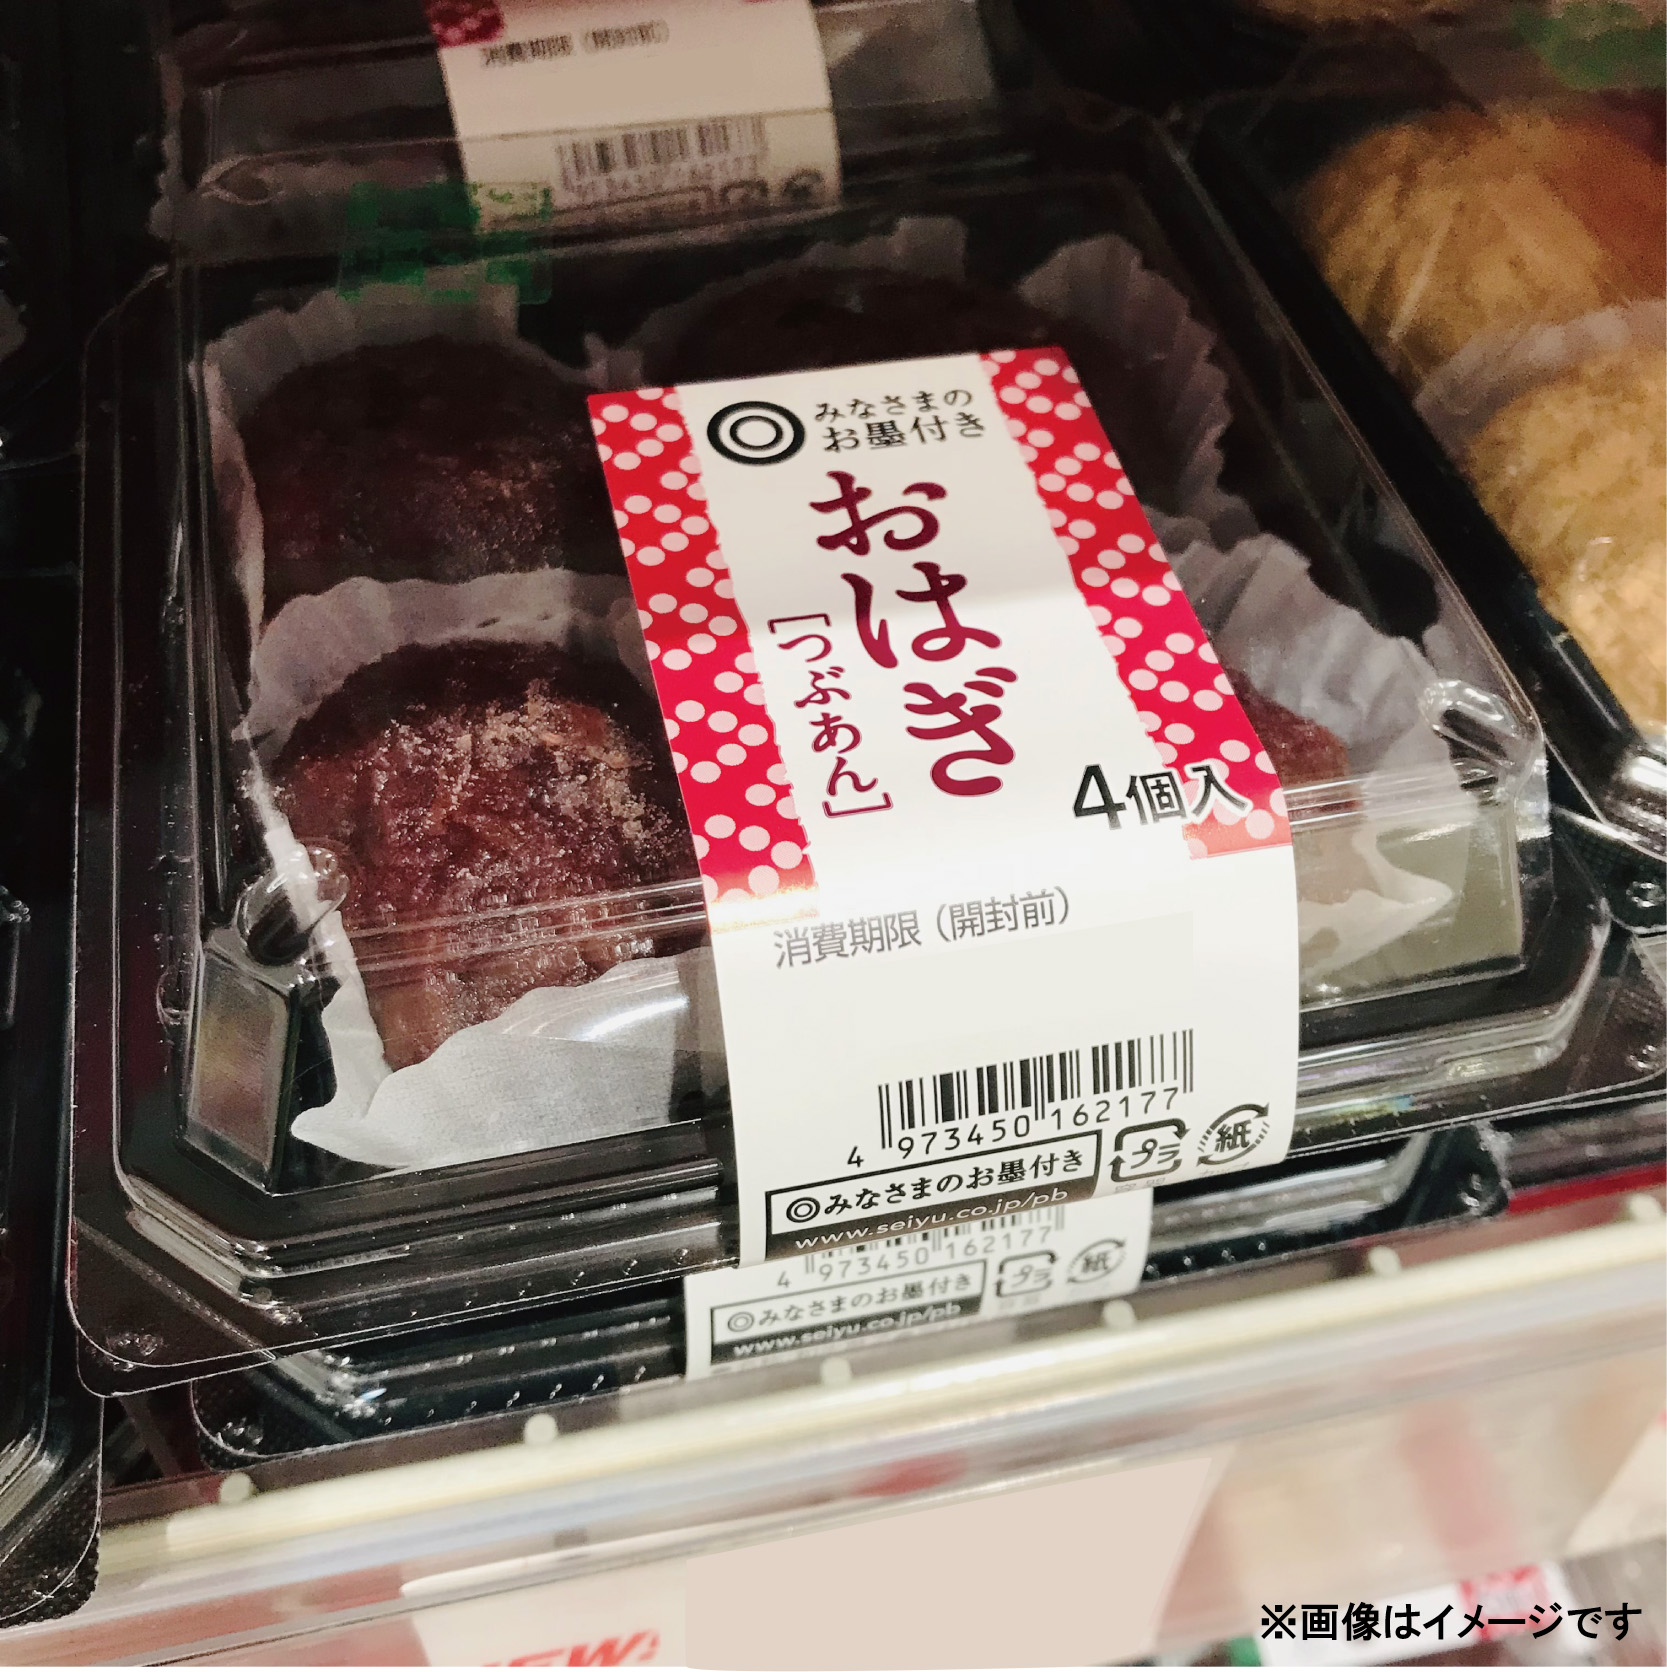 消費期限(開封前)
みなさまの
お墨付き
おはぎ
[つぶあん]
4個入
消費期限(開封前)
4 973450 162177
プラ
紙
みなさまのお墨付き
www.seiyu.co.jp/pb
4 973450 162177
プラ
紙
みなさまのお墨付き
www.seiyu.co.jp/pb
※画像はイメージです